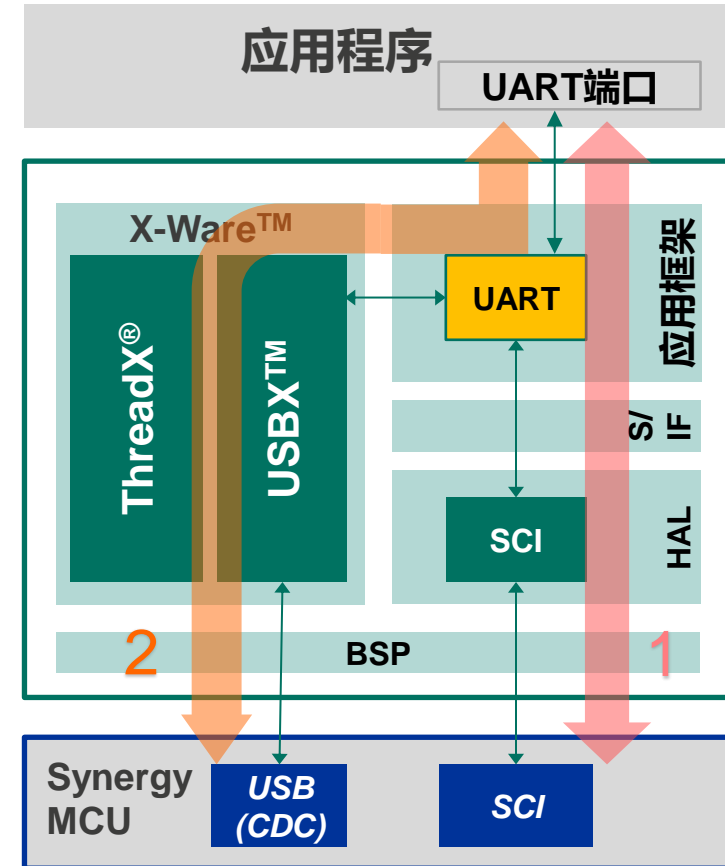 应用程序
UART端口
X-Ware™
ThreadX®
USBX™
UART
应用框架
S/
IF
SCI
HAL
2
BSP
1
Synergy
MCU
USB
(CDC)
SCI